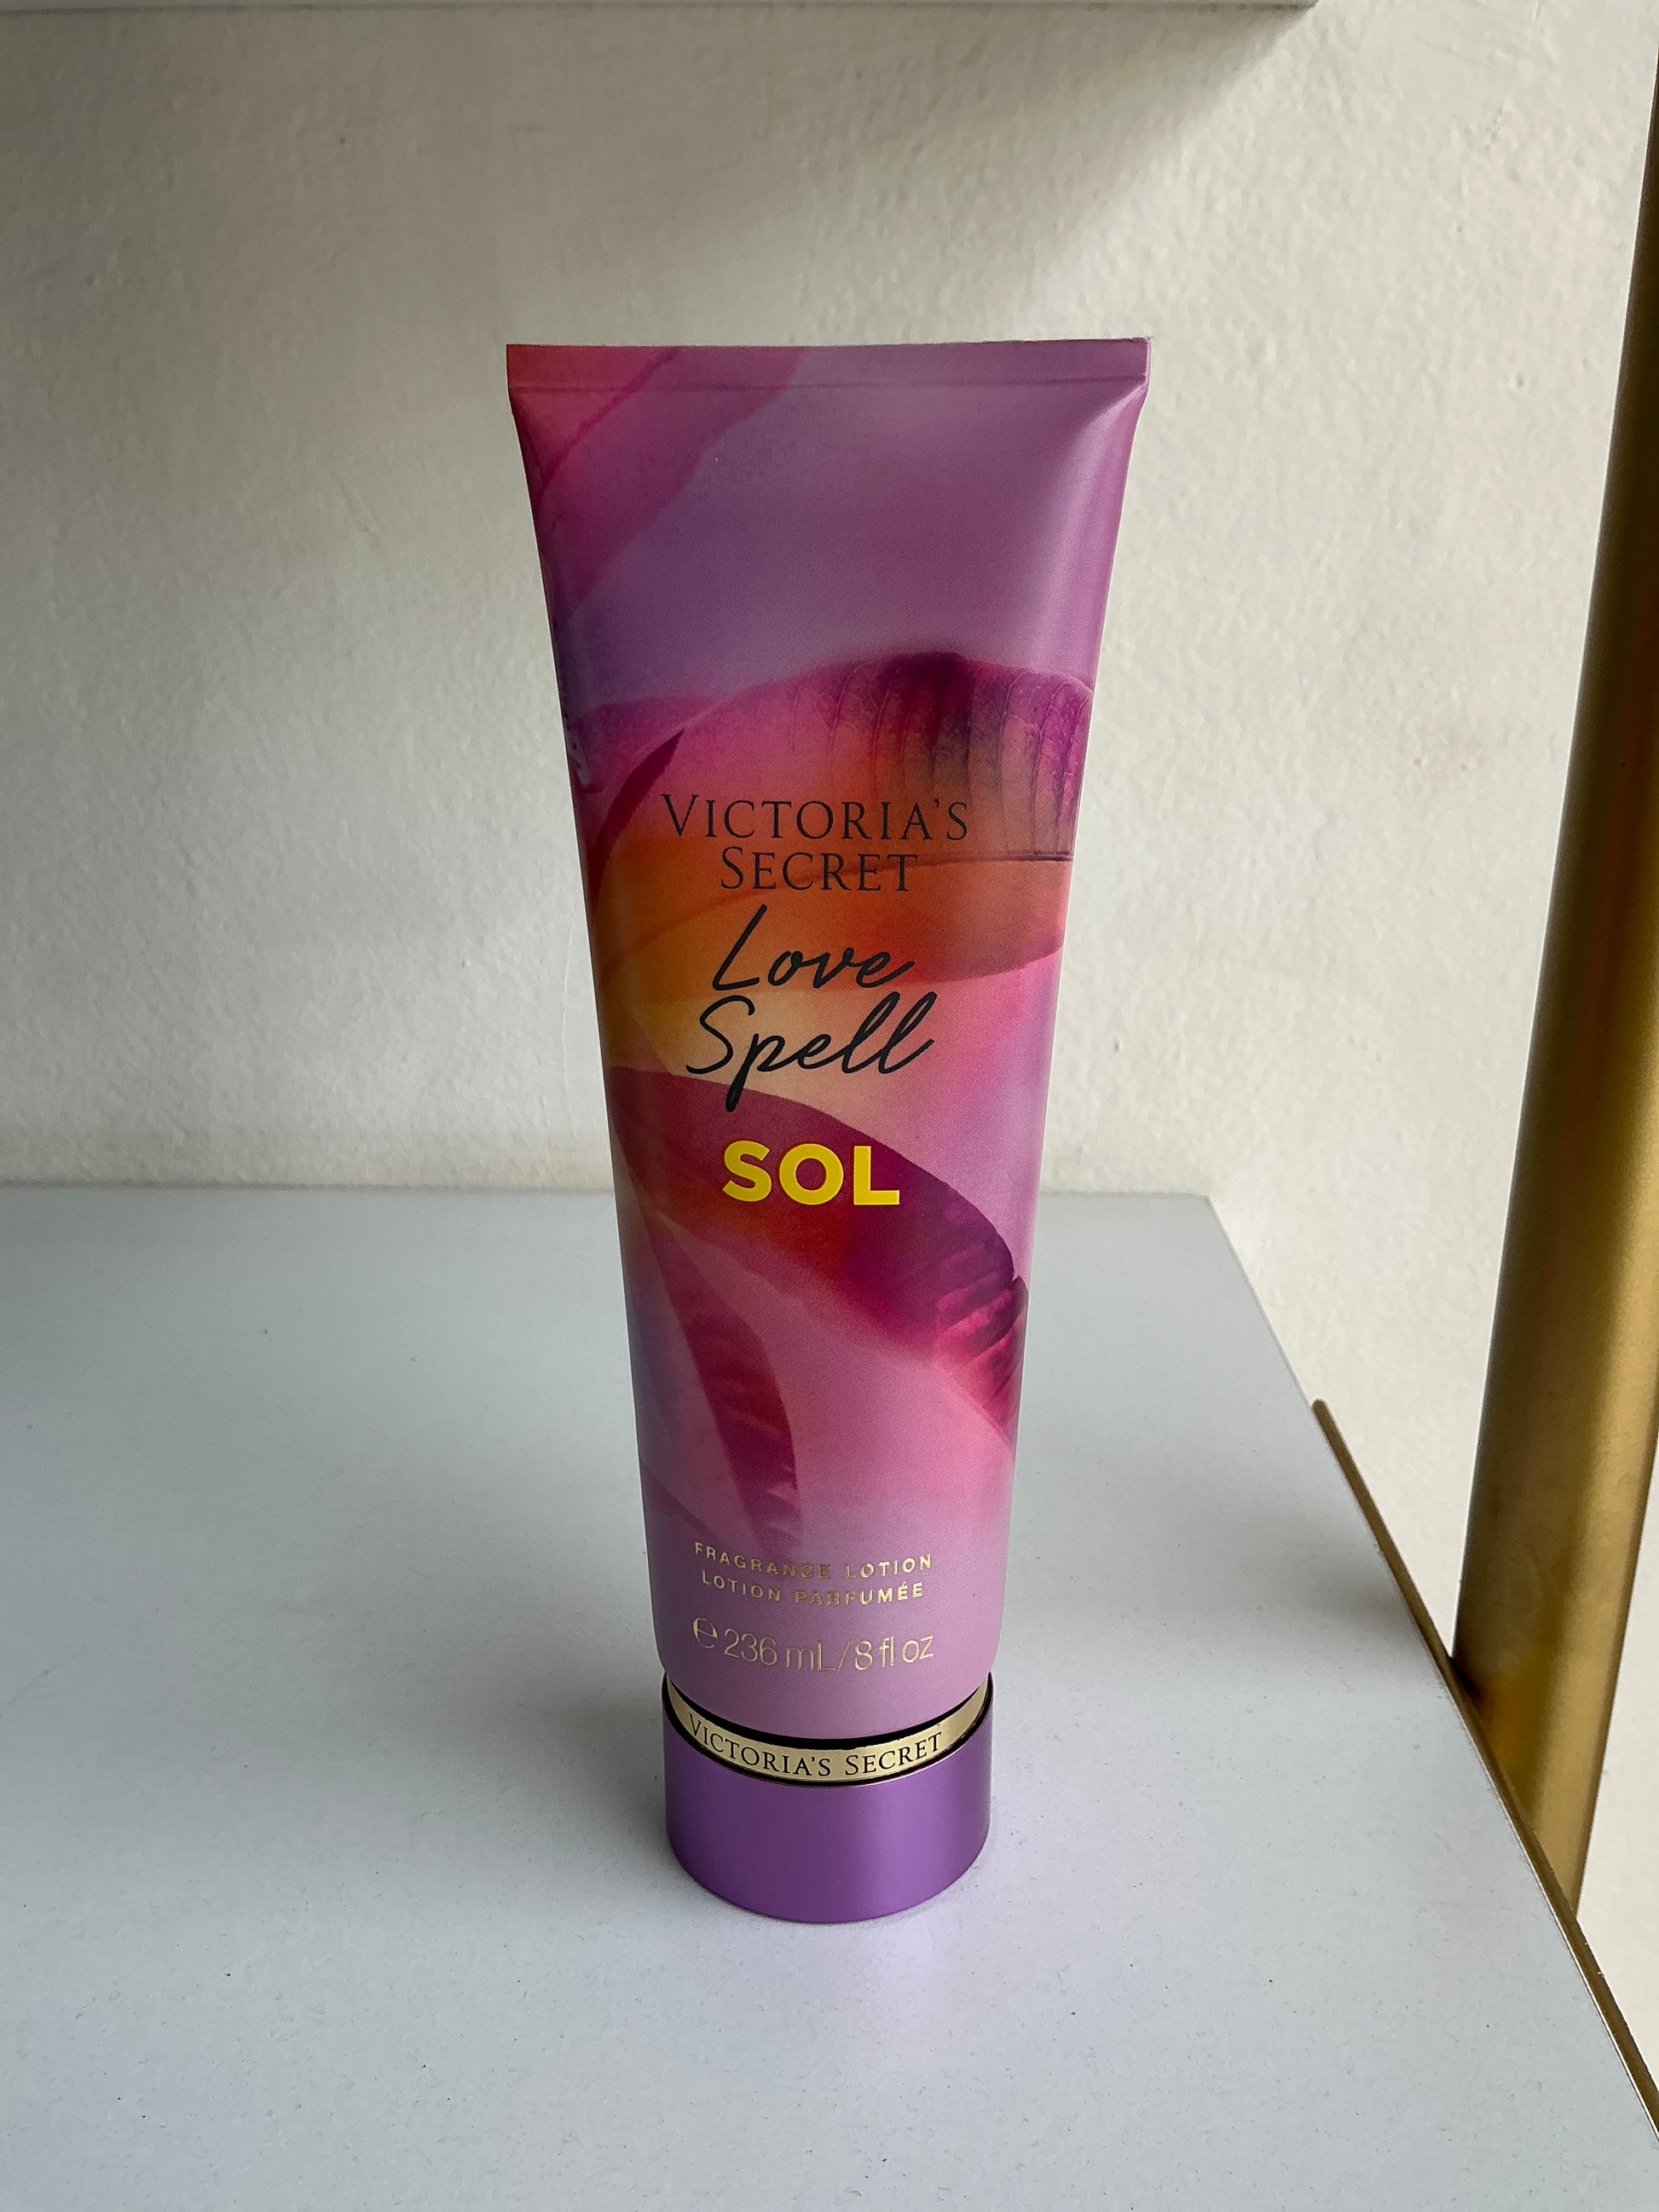 VICTORIA'S
SECRET
Love
Spell
SOL
FRAGRANCE LOTION
LOTION PARFUMÉE
℮ 236 mL/8 fl oz
VICTORIA'S SECRET